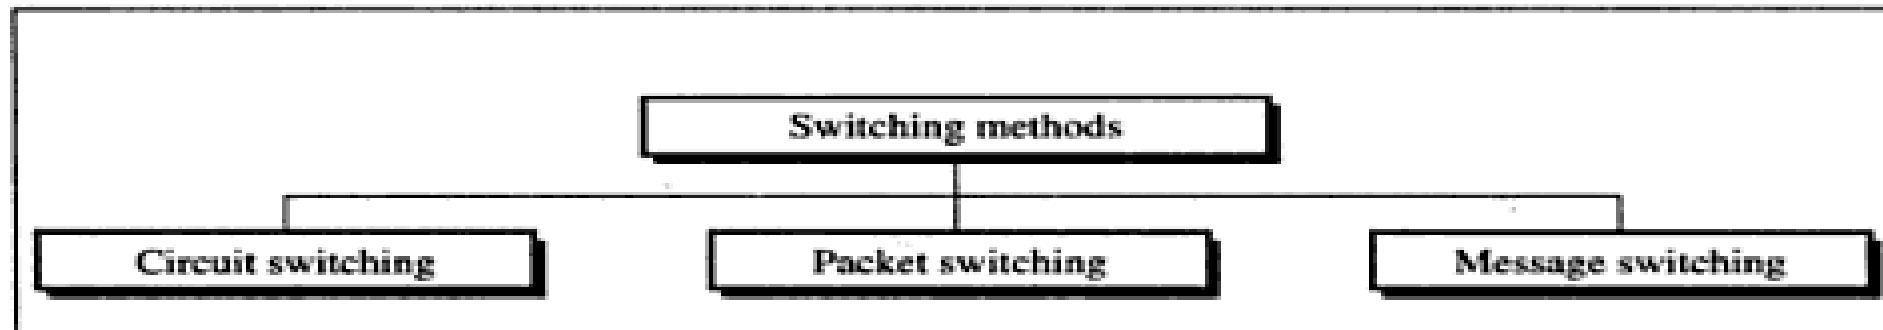 Switching methods
Circuit switching
Packet switching
Message switching